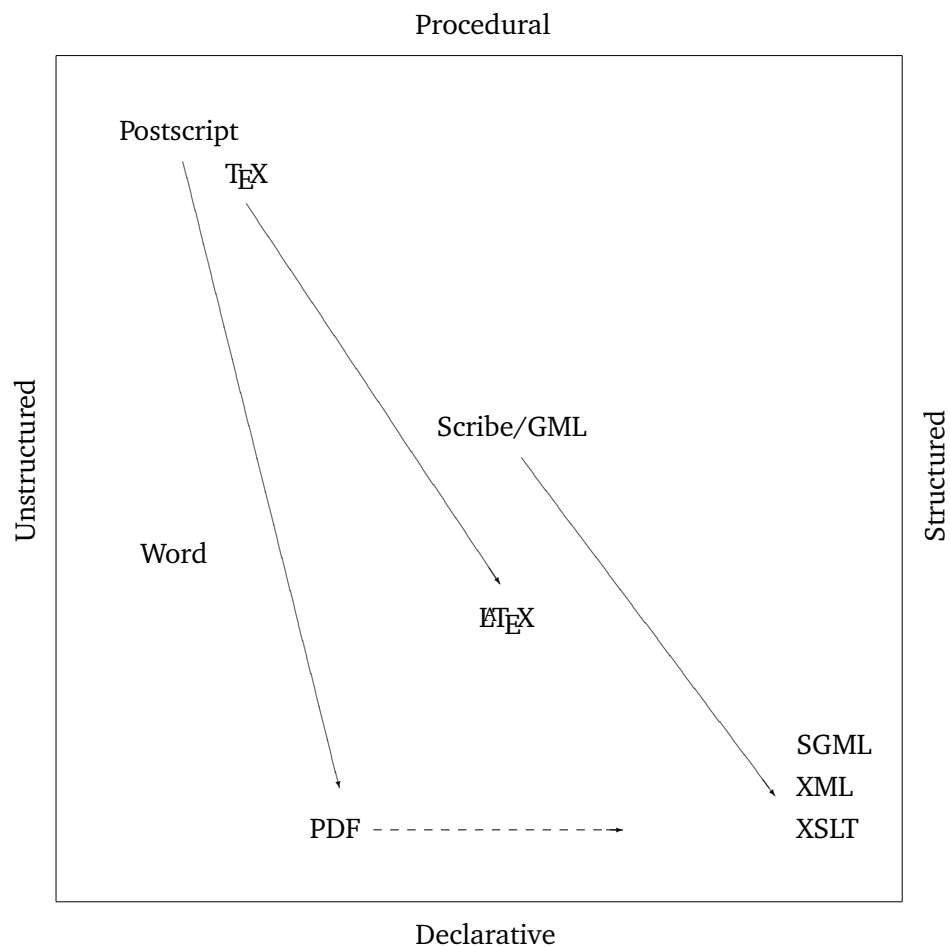 Procedural
Postscript
TEX
Unstructured
Structured
Scribe/GML
Word
LATEX
SGML
XML
PDF
XSLT
Declarative